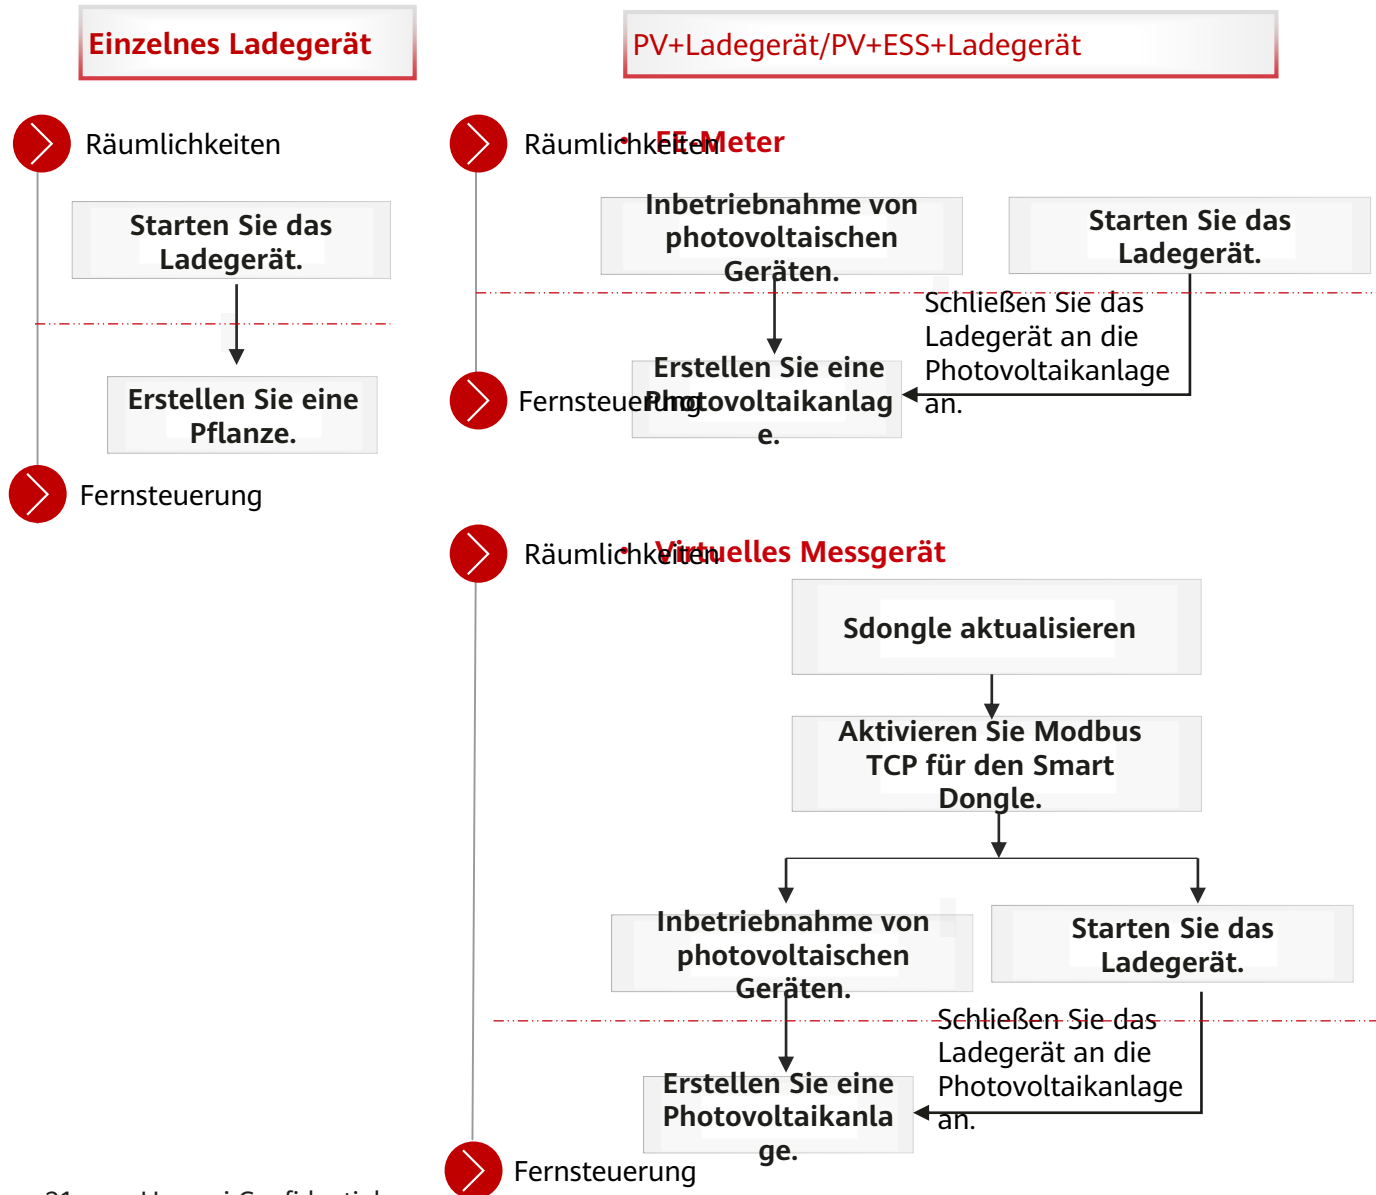 Einzelnes Ladegerät
Räumlichkeiten
Starten Sie das
Ladegerät.
Erstellen Sie eine
Pflanze.
Fernsteuerung
PV+Ladegerät/PV+ESS+Ladegerät
Räumlichkeiten
• EE-Meter
Inbetriebnahme von
photovoltaischen
Geräten.
Starten Sie das
Ladegerät.
Schließen Sie das
Ladegerät an die
Photovoltaikanlage
an.
Erstellen Sie eine
Photovoltaikanlag
e.
Fernsteuerung
Räumlichkeiten
• Virtuelles Messgerät
Sdongle aktualisieren
Aktivieren Sie Modbus
TCP für den Smart
Dongle.
Inbetriebnahme von
photovoltaischen
Geräten.
Starten Sie das
Ladegerät.
Schließen Sie das
Ladegerät an die
Photovoltaikanlage
an.
Erstellen Sie eine
Photovoltaikanla
ge.
Fernsteuerung